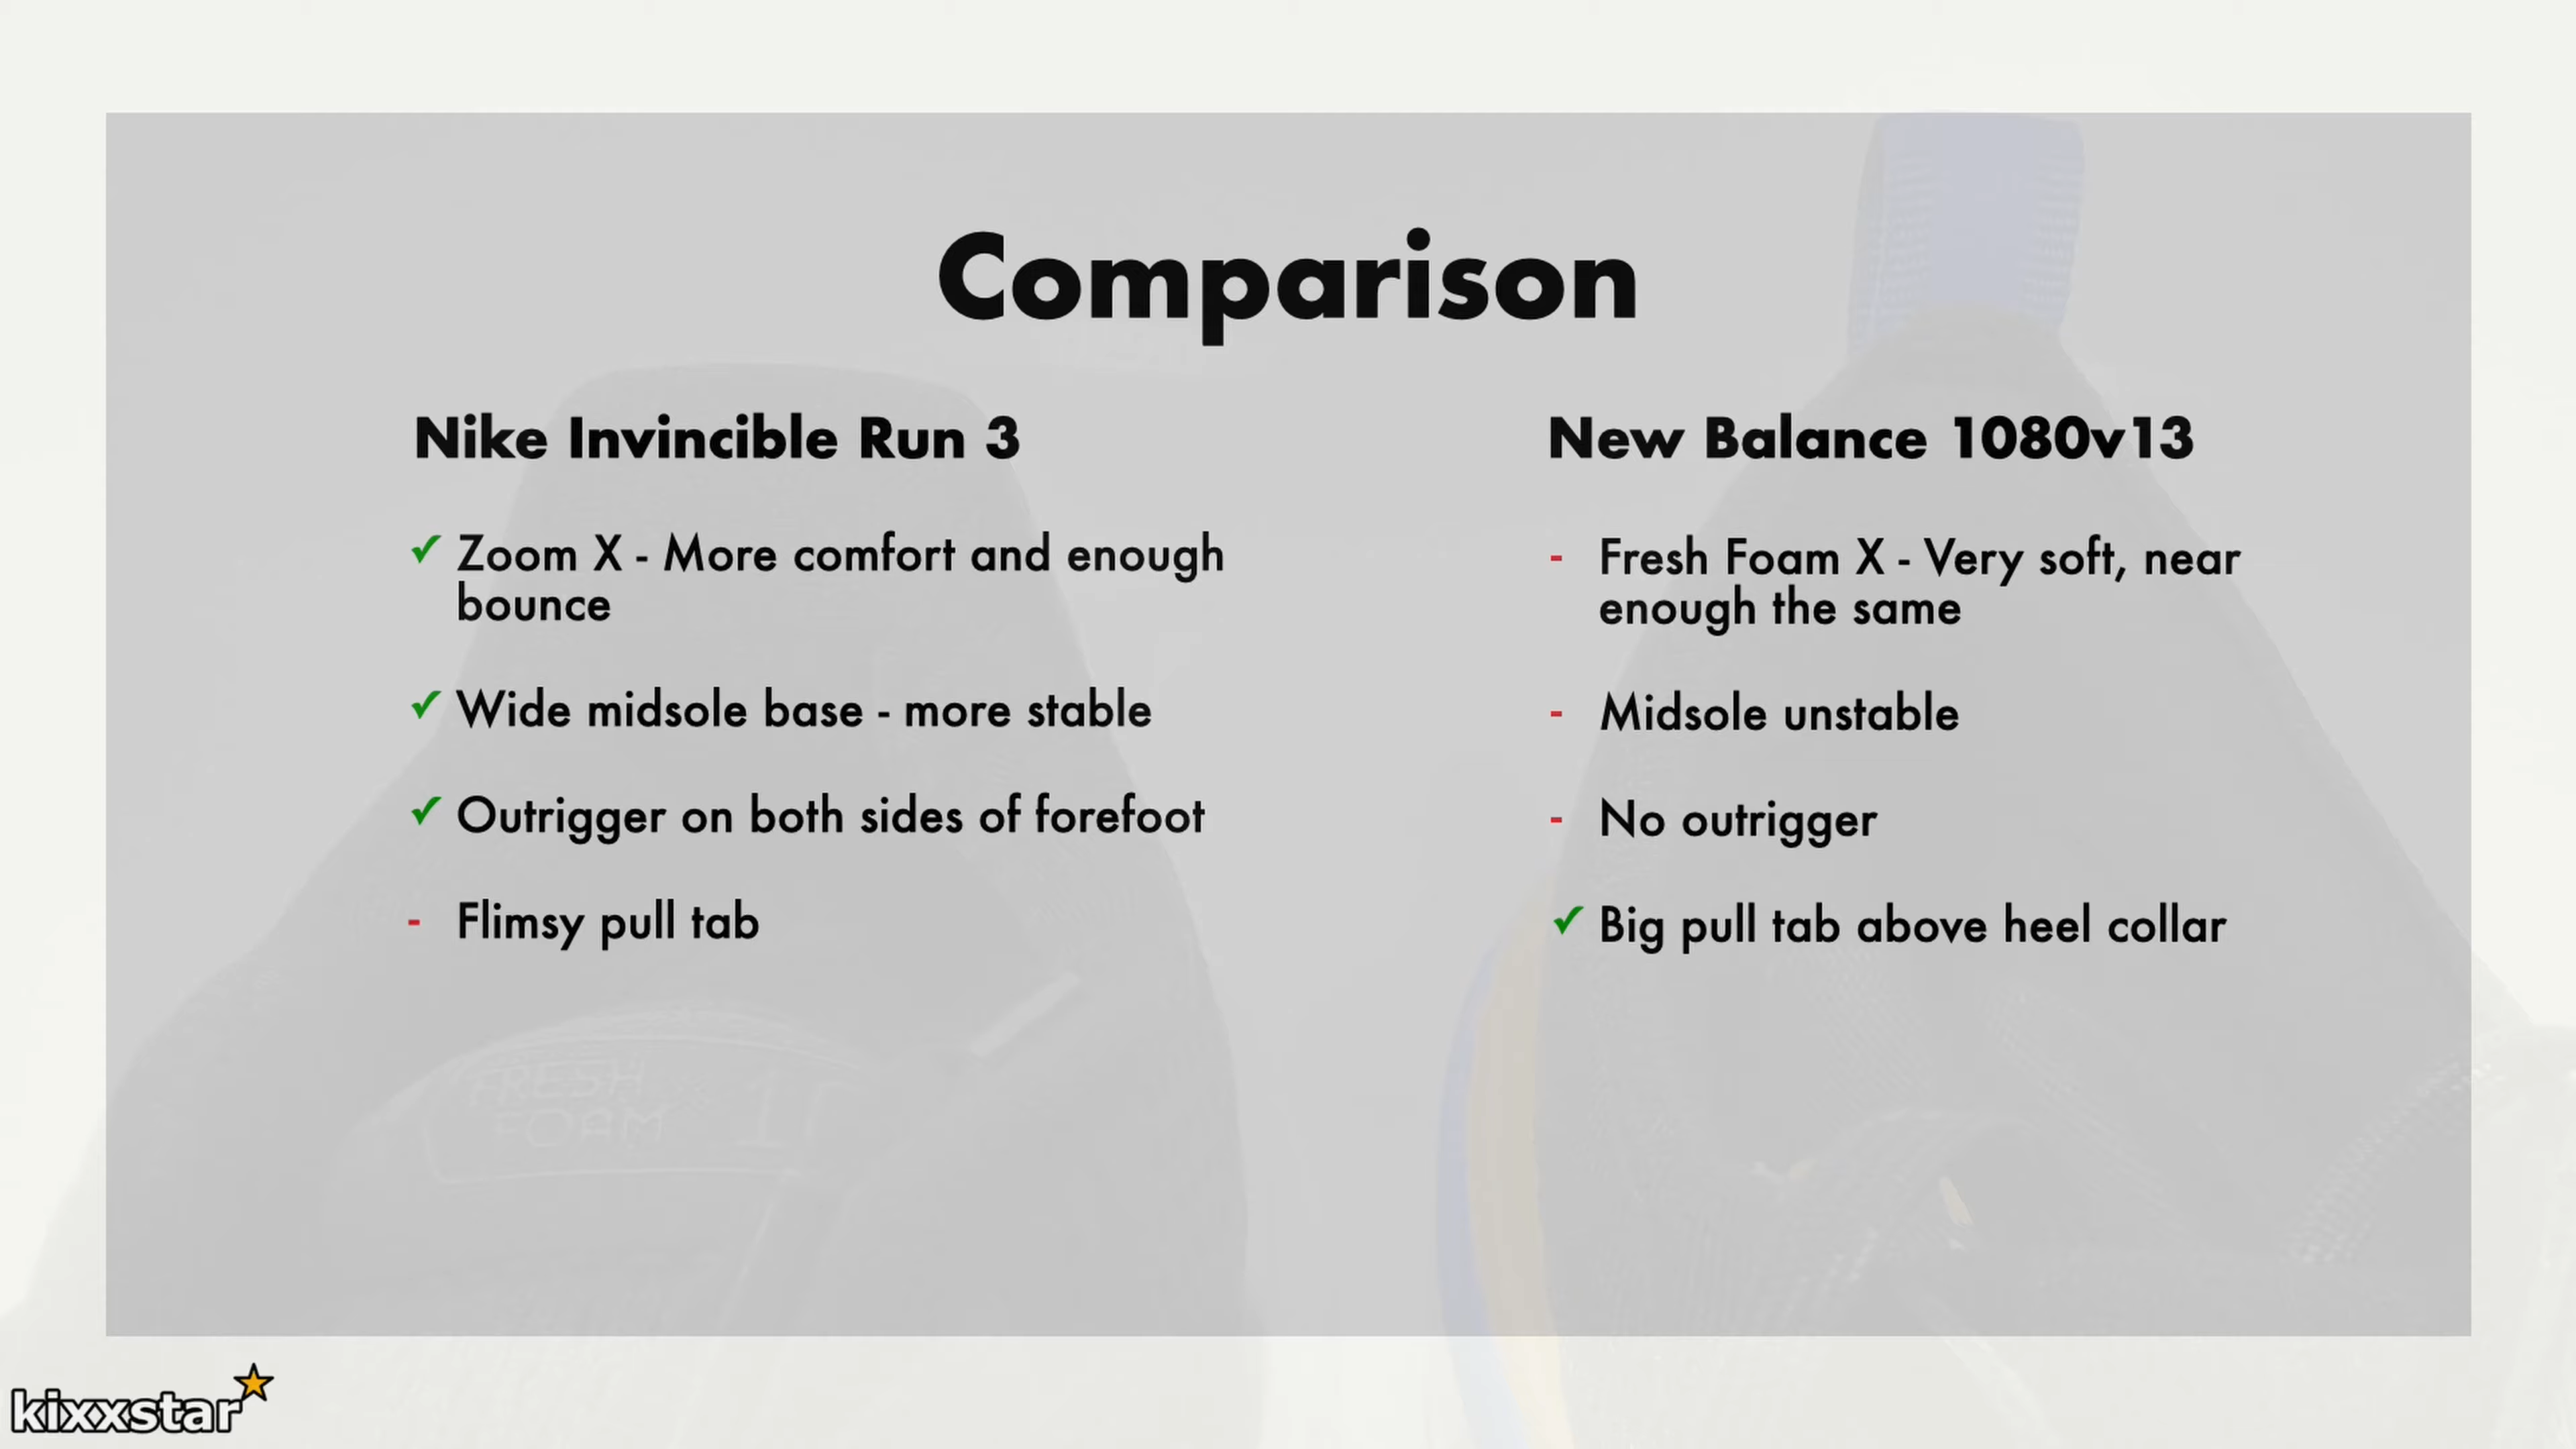 Comparison
Nike Invincible Run 3
✓ Zoom X - More comfort and enough
bounce
✓ Wide midsole base - more stable
✓ Outrigger on both sides of forefoot
- Flimsy pull tab
New Balance 1080v13
- Fresh Foam X - Very soft, near
enough the same
- Midsole unstable
- No outrigger
✓ Big pull tab above heel collar
FRESH
FOAM
kixxstar